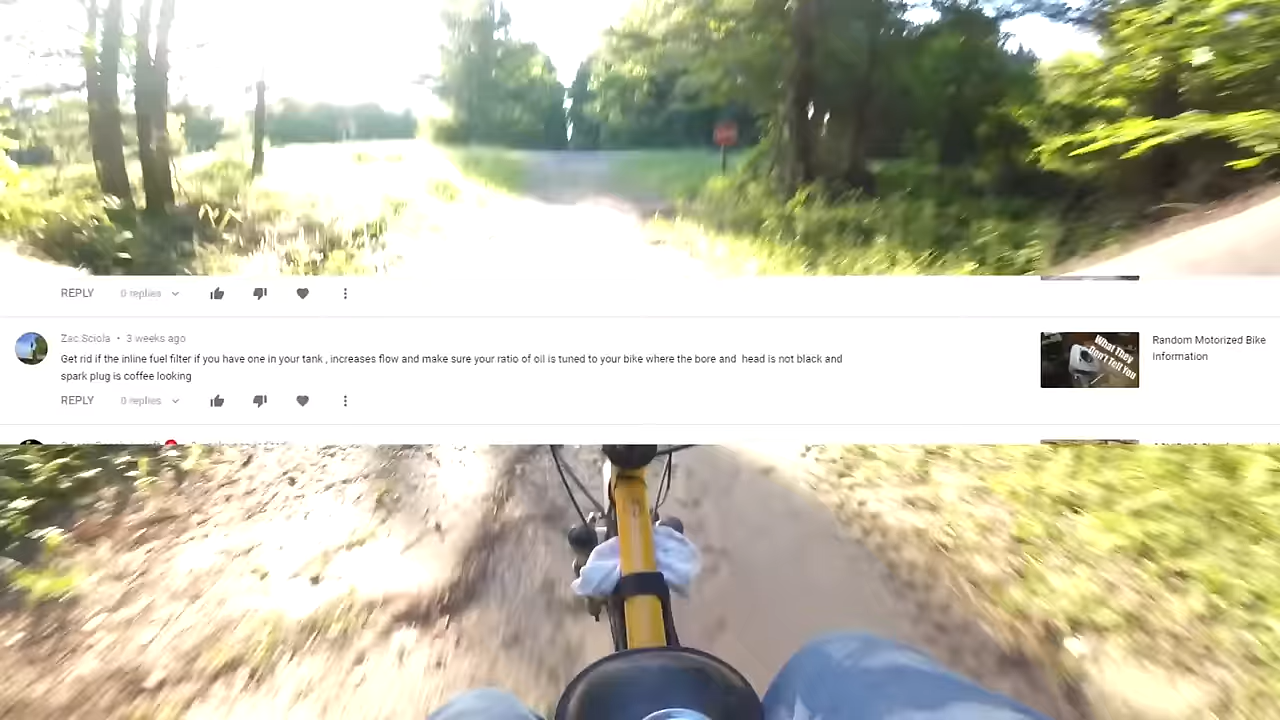 REPLY 0 replies
Zac Sciola • 3 weeks ago
Get rid if the inline fuel filter if you have one in your tank , increases flow and make sure your ratio of oil is tuned to your bike where the bore and head is not black and
spark plug is coffee looking
What They
Don't Tell You
Random Motorized Bike
Information
REPLY 0 replies